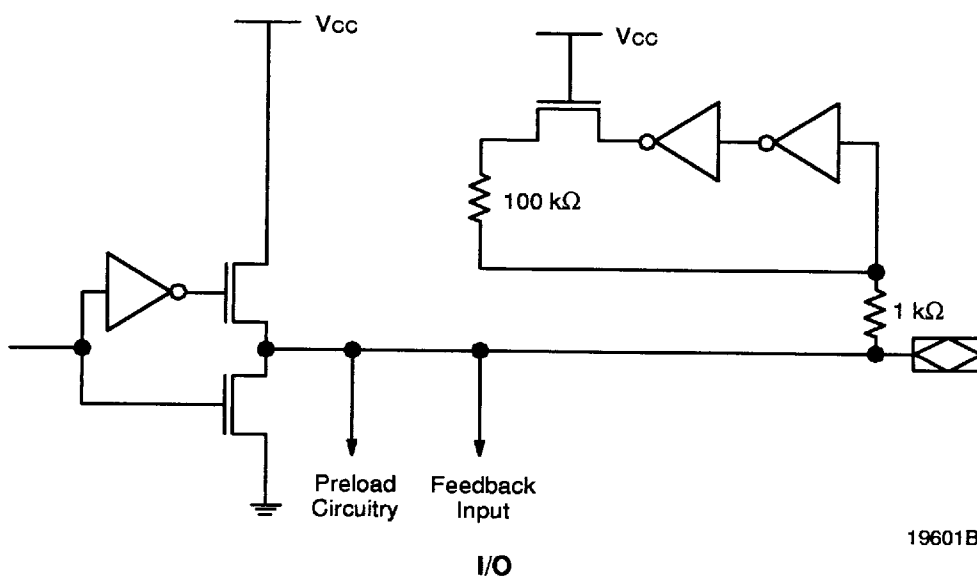 Vcc
Vcc
100 kΩ
1 kΩ
Preload
Circuitry
Feedback
Input
19601B
I/O